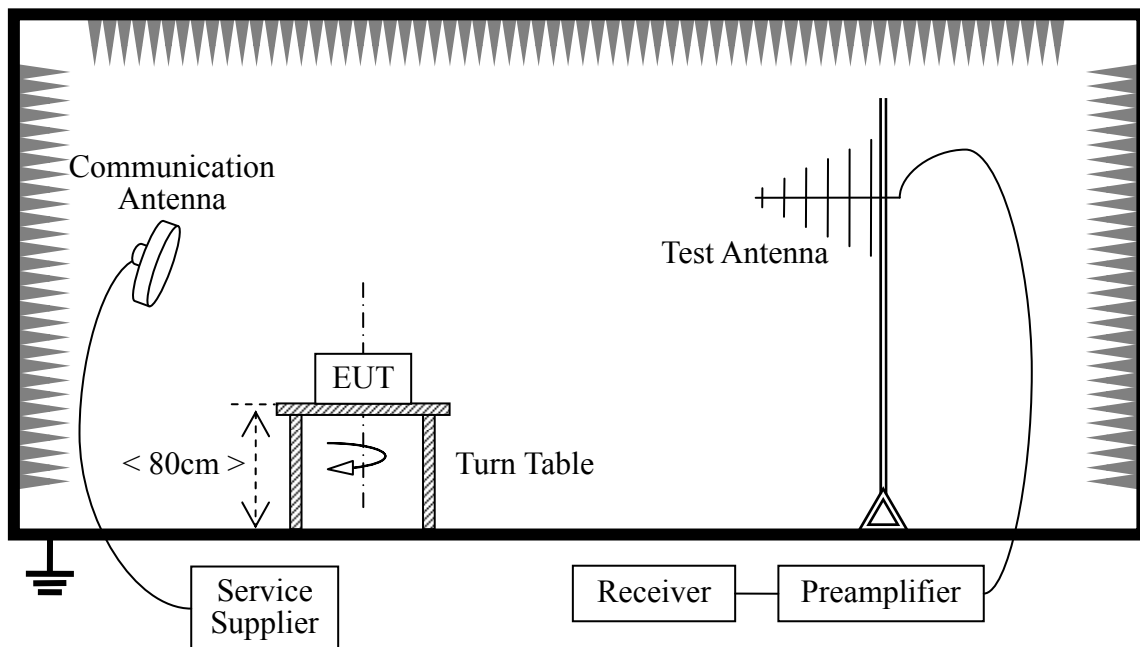 Communication
Antenna
Test Antenna
EUT
< 80cm >
Turn Table
Service
Supplier
Receiver
Preamplifier